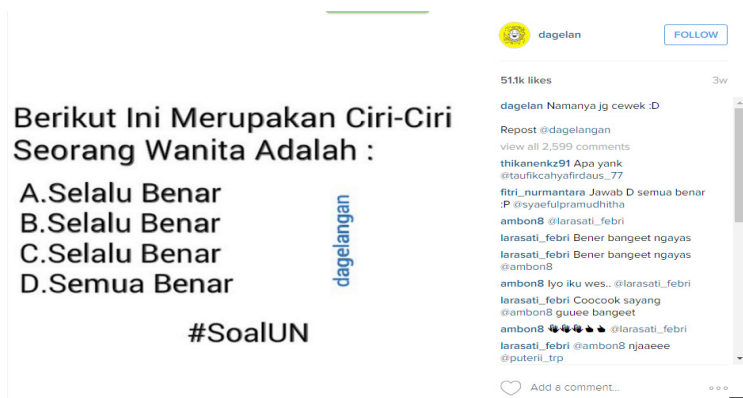 Berikut Ini Merupakan Ciri-Ciri
Seorang Wanita Adalah :
A.Selalu Benar
B.Selalu Benar
C.Selalu Benar
D.Semua Benar
dagelangan
#SoalUN
dagelan
FOLLOW
51.1k likes
3w
dagelan Namanya jg cewek :D
Repost @dagelangan
view all 2,599 comments
thikanenkz91 Apa yank
@taufikcahyafirdaus_77
fitri_nurmantara Jawab D semua benar
:P @syaefulpramudhitha
ambon8 @larasati_febri
larasati_febri Bener bangeet ngayas
larasati_febri Bener bangeet ngayas
@ambon8
ambon8 Iyo iku wes.. @larasati_febri
larasati_febri Coocook sayang
@ambon8 guuee bangeet
ambon8 👋👋👋👍👍 @larasati_febri
larasati_febri @ambon8 njaaeee
@puterii_trp
Add a comment...